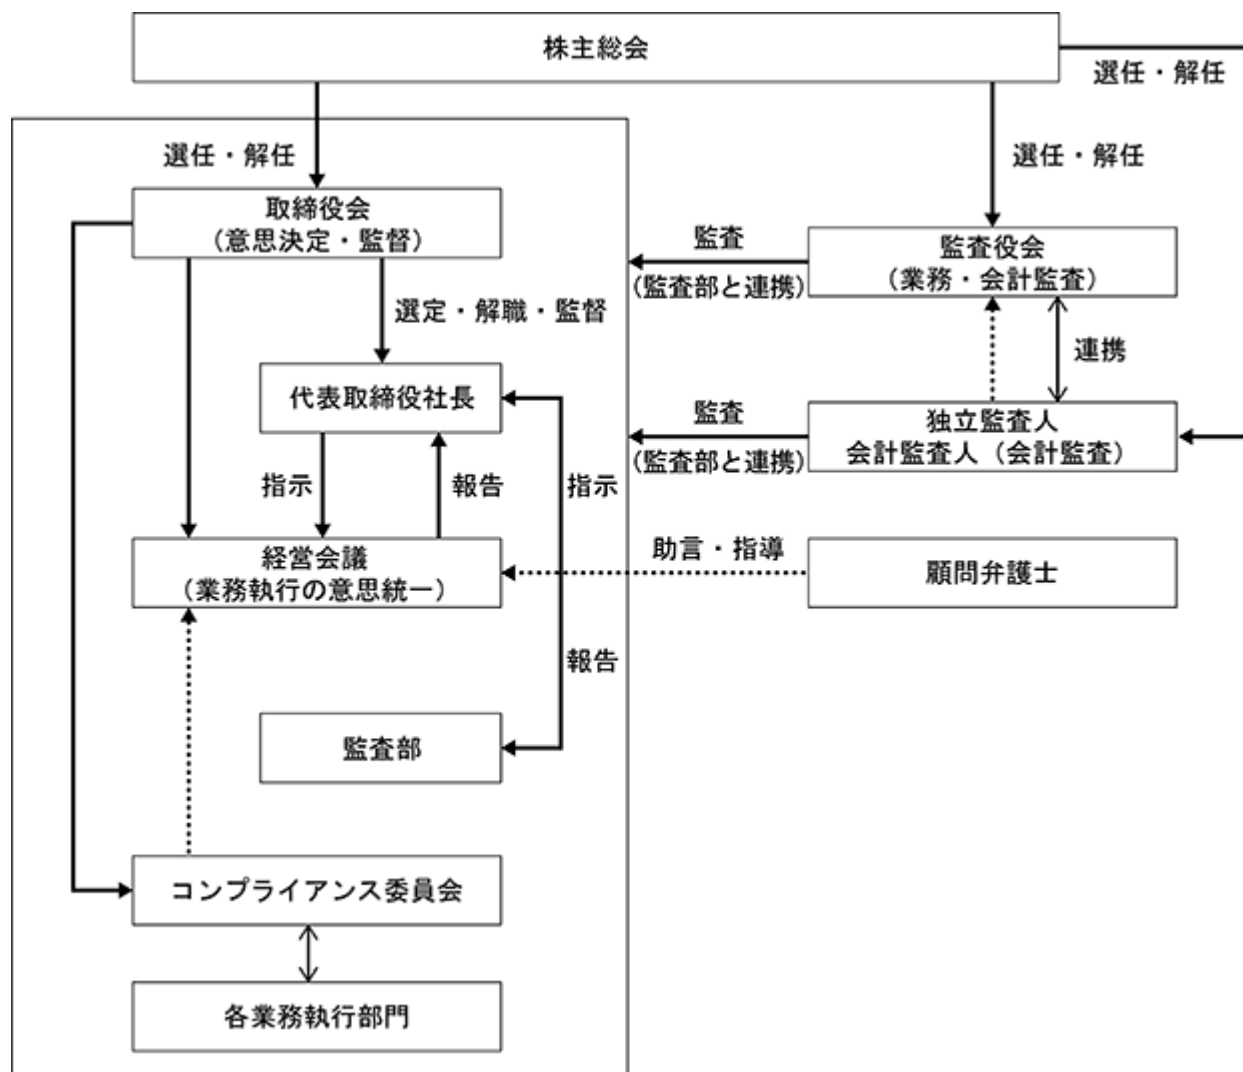 株主総会
選任・解任
選任・解任
選任・解任
取締役会
（意思決定・監督）
監査
(監査部と連携)
監査役会
（業務・会計監査）
選定・解職・監督
連携
代表取締役社長
監査
(監査部と連携)
独立監査人
会計監査人（会計監査）
指示
報告
指示
経営会議
（業務執行の意思統一）
助言・指導
顧問弁護士
報告
監査部
コンプライアンス委員会
各業務執行部門